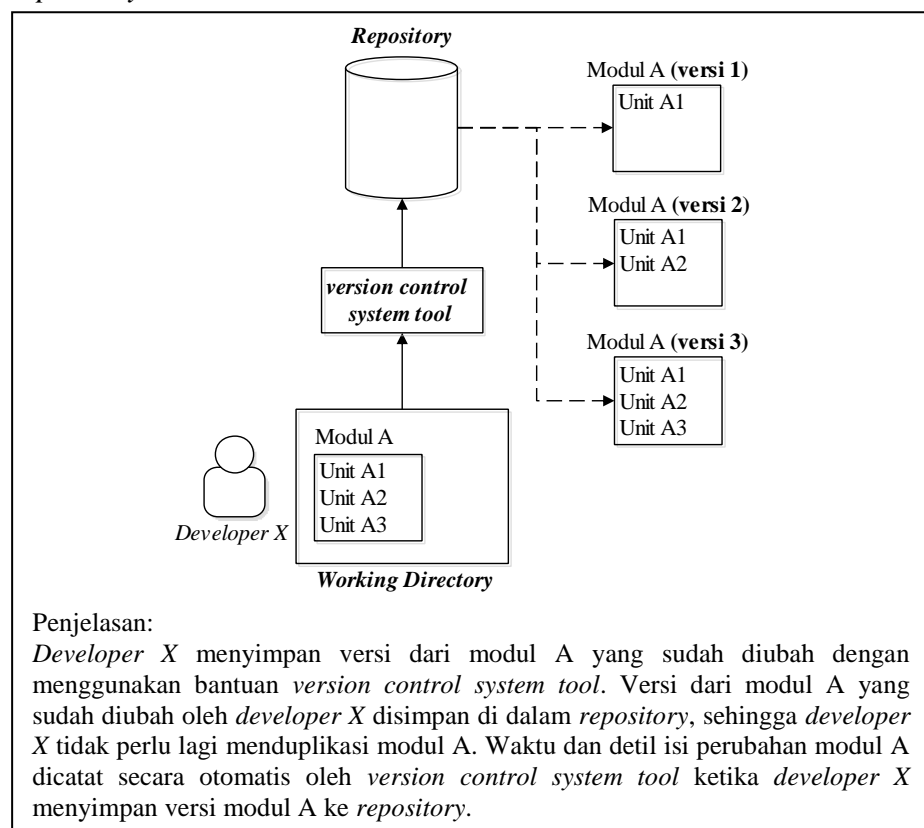 Repository
Modul A (versi 1)
Unit A1
Modul A (versi 2)
Unit A1
Unit A2
version control
system tool
Modul A (versi 3)
Unit A1
Unit A2
Unit A3
Modul A
Unit A1
Unit A2
Unit A3
Developer X
Working Directory
Penjelasan:
Developer X menyimpan versi dari modul A yang sudah diubah dengan
menggunakan bantuan version control system tool. Versi dari modul A yang
sudah diubah oleh developer X disimpan di dalam repository, sehingga developer
X tidak perlu lagi menduplikasi modul A. Waktu dan detil isi perubahan modul A
dicatat secara otomatis oleh version control system tool ketika developer X
menyimpan versi modul A ke repository.